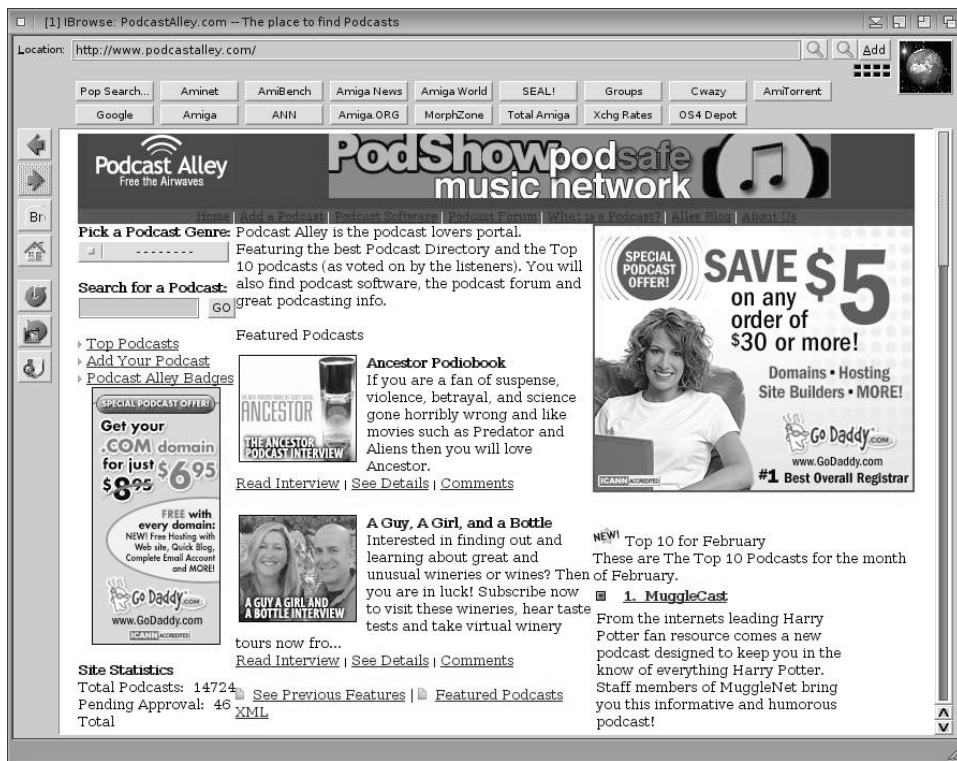 [1] IBrowse: PodcastAlley.com -- The place to find Podcasts
Location: http://www.podcastalley.com/ Add
Pop Search... Aminet AmiBench Amiga News Amiga World SEAL! Groups Cwazy AmiTorrent
Google Amiga ANN Amiga.ORG MorphZone Total Amiga Xchg Rates OS4 Depot
Bri
Podcast Alley
Free the Airwaves
PodShow podsafe
music network
Home | Add a Podcast | Podcast Software | Podcast Forum | What is a Podcast? | Alley Blog | About Us
Pick a Podcast Genre:
--------
Search for a Podcast:
GO
Top Podcasts
Add Your Podcast
Podcast Alley Badges
SPECIAL PODCAST OFFER!
Get your
.COM domain
for just $6.95
$8.95
FREE with
every domain:
NEW! Free Hosting with
Web site, Quick Blog,
Complete Email Account
and MORE!
Go Daddy.com
www.GoDaddy.com
ICANN ACCREDITED
Site Statistics
Total Podcasts: 14724
Pending Approval: 46
Total
Podcast Alley is the podcast lovers portal.
Featuring the best Podcast Directory and the Top
10 podcasts (as voted on by the listeners). You will
also find podcast software, the podcast forum and
great podcasting info.
Featured Podcasts
ANCESTOR
THE ANCESTOR
PODCAST INTERVIEW
Ancestor Podiobook
If you are a fan of suspense,
violence, betrayal, and science
gone horribly wrong and like
movies such as Predator and
Aliens then you will love
Ancestor.
Read Interview | See Details | Comments
A GUY A GIRL AND
A BOTTLE INTERVIEW
A Guy, A Girl, and a Bottle
Interested in finding out and
learning about great and
unusual wineries or wines? Then
you are in luck! Subscribe now
to visit these wineries, hear taste
tests and take virtual winery
tours now fro...
Read Interview | See Details | Comments
See Previous Features | Featured Podcasts
XML
SPECIAL
PODCAST
OFFER!
SAVE $5
on any
order of
$30 or more!
Domains • Hosting
Site Builders • MORE!
Go Daddy.com
www.GoDaddy.com
#1 Best Overall Registrar
ICANN ACCREDITED
NEW! Top 10 for February
These are The Top 10 Podcasts for the month
of February.
1. MuggleCast
From the internets leading Harry
Potter fan resource comes a new
podcast designed to keep you in the
know of everything Harry Potter.
Staff members of MuggleNet bring
you this informative and humorous
podcast!